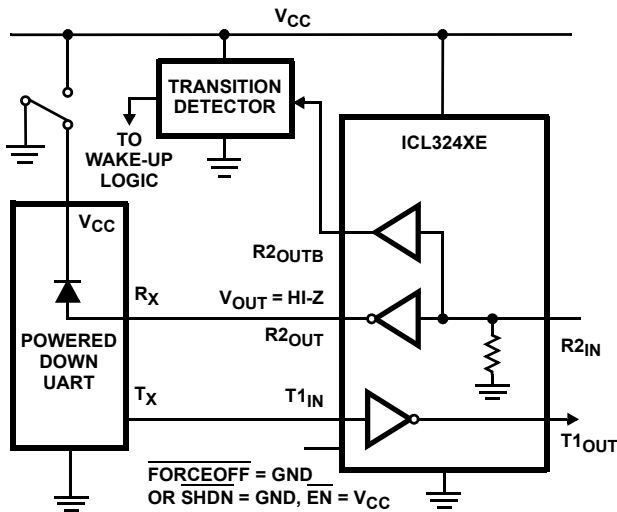 VCC
TRANSITION
DETECTOR
TO
WAKE-UP
LOGIC
ICL324XE
VCC
R2OUTB
RX
VOUT = HI-Z
R2OUT
R2IN
POWERED
DOWN
UART
TX
T1IN
T1OUT
FORCEOFF = GND
OR SHDN = GND, EN = VCC